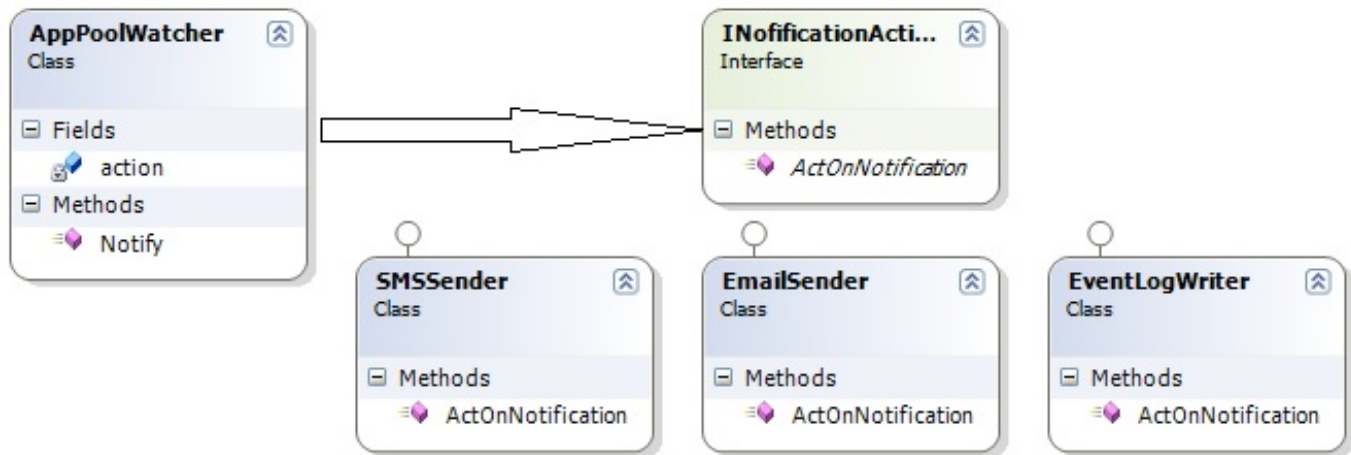 AppPoolWatcher
Class
Fields
action
Methods
Notify
INofificationActi...
Interface
Methods
ActOnNotification
SMSSender
Class
Methods
ActOnNotification
EmailSender
Class
Methods
ActOnNotification
EventLogWriter
Class
Methods
ActOnNotification